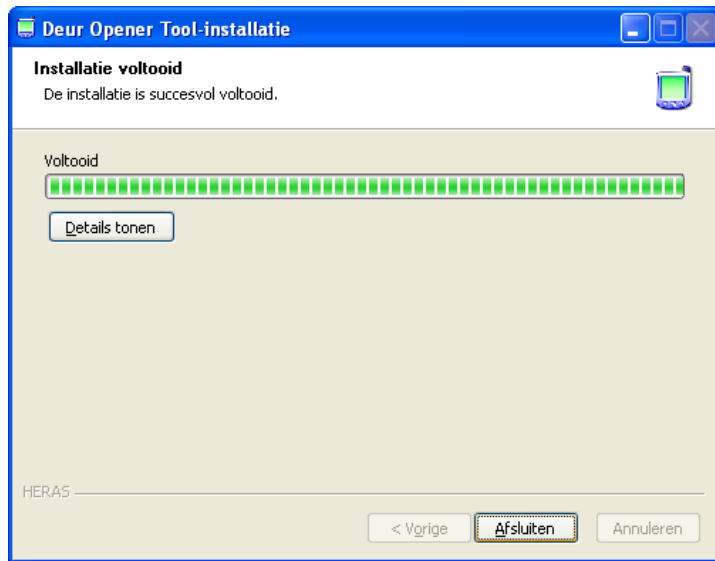 Deur Opener Tool-installatie
Installatie voltooid
De installatie is succesvol voltooid.
Voltooid
Details tonen
HERAS
< Vorige Afsluiten Annuleren